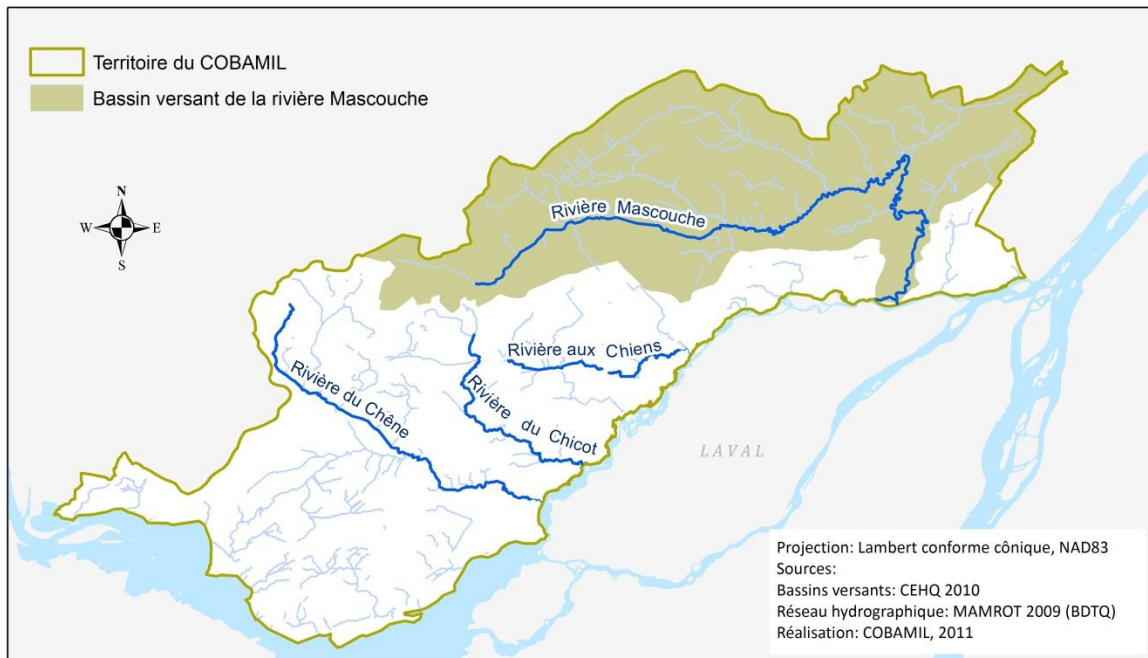 Territoire du COBAMIL
Bassin versant de la rivière Mascouche
N
W
E
S
Rivière Mascouche
Rivière aux Chiens
Rivière du Chêne
Rivière du Chicot
LAVAL
Projection: Lambert conforme cônique, NAD83
Sources:
Bassins versants: CEHQ 2010
Réseau hydrographique: MAMROT 2009 (BDTQ)
Réalisation: COBAMIL, 2011